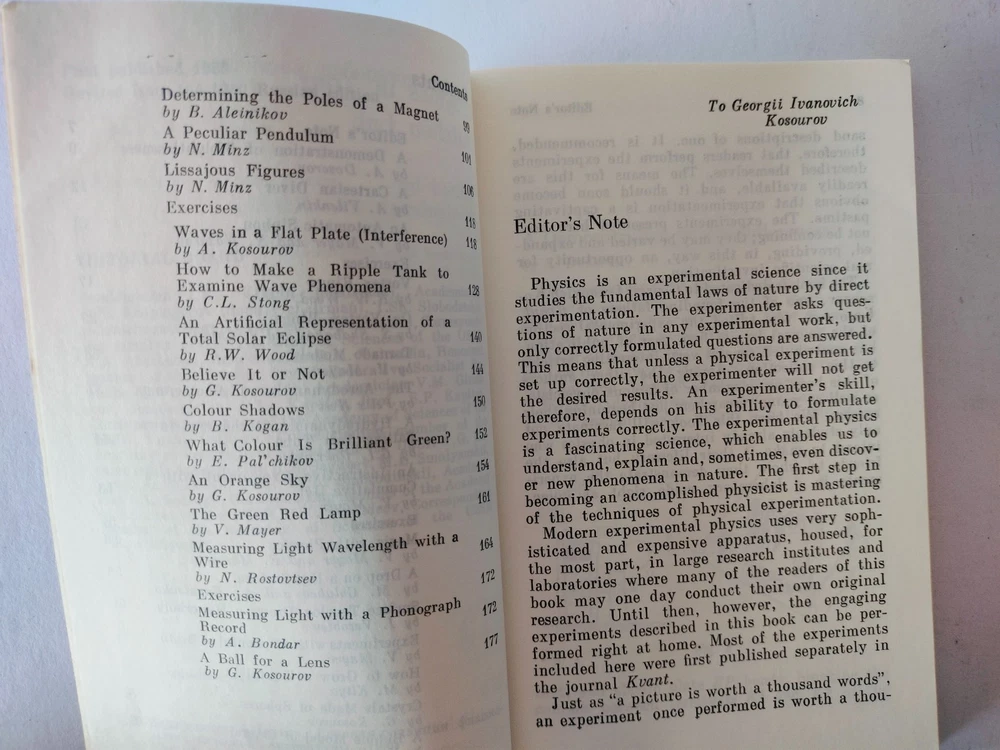 Contents
Determining the Poles of a Magnet
by B. Aleinikov 99
A Peculiar Pendulum
by N. Minz 101
Lissajous Figures
by N. Minz 106
Exercises 118
Waves in a Flat Plate (Interference)
by A. Kosourov 118
How to Make a Ripple Tank to
Examine Wave Phenomena 128
by C.L. Stong
An Artificial Representation of a
Total Solar Eclipse 140
by R.W. Wood
Believe It or Not 144
by G. Kosourov
Colour Shadows 150
by B. Kogan
What Colour Is Brilliant Green? 152
by E. Pal'chikov
An Orange Sky 154
by G. Kosourov
The Green Red Lamp 161
by V. Mayer
Measuring Light Wavelength with a
Wire 164
by N. Rostovtsev
Exercises 172
Measuring Light with a Phonograph
Record 172
by A. Bondar
A Ball for a Lens 177
by G. Kosourov
To Georgii Ivanovich
Kosourov
Editor's Note
Physics is an experimental science since it
studies the fundamental laws of nature by direct
experimentation. The experimenter asks ques-
tions of nature in any experimental work, but
only correctly formulated questions are answered.
This means that unless a physical experiment is
set up correctly, the experimenter will not get
the desired results. An experimenter's skill,
therefore, depends on his ability to formulate
experiments correctly. The experimental physics
is a fascinating science, which enables us to
understand, explain and, sometimes, even discov-
er new phenomena in nature. The first step in
becoming an accomplished physicist is mastering
of the techniques of physical experimentation.
Modern experimental physics uses very soph-
isticated and expensive apparatus, housed, for
the most part, in large research institutes and
laboratories where many of the readers of this
book may one day conduct their own original
research. Until then, however, the engaging
experiments described in this book can be per-
formed right at home. Most of the experiments
included here were first published separately in
the journal Kvant.
Just as "a picture is worth a thousand words",
an experiment once performed is worth a thou-